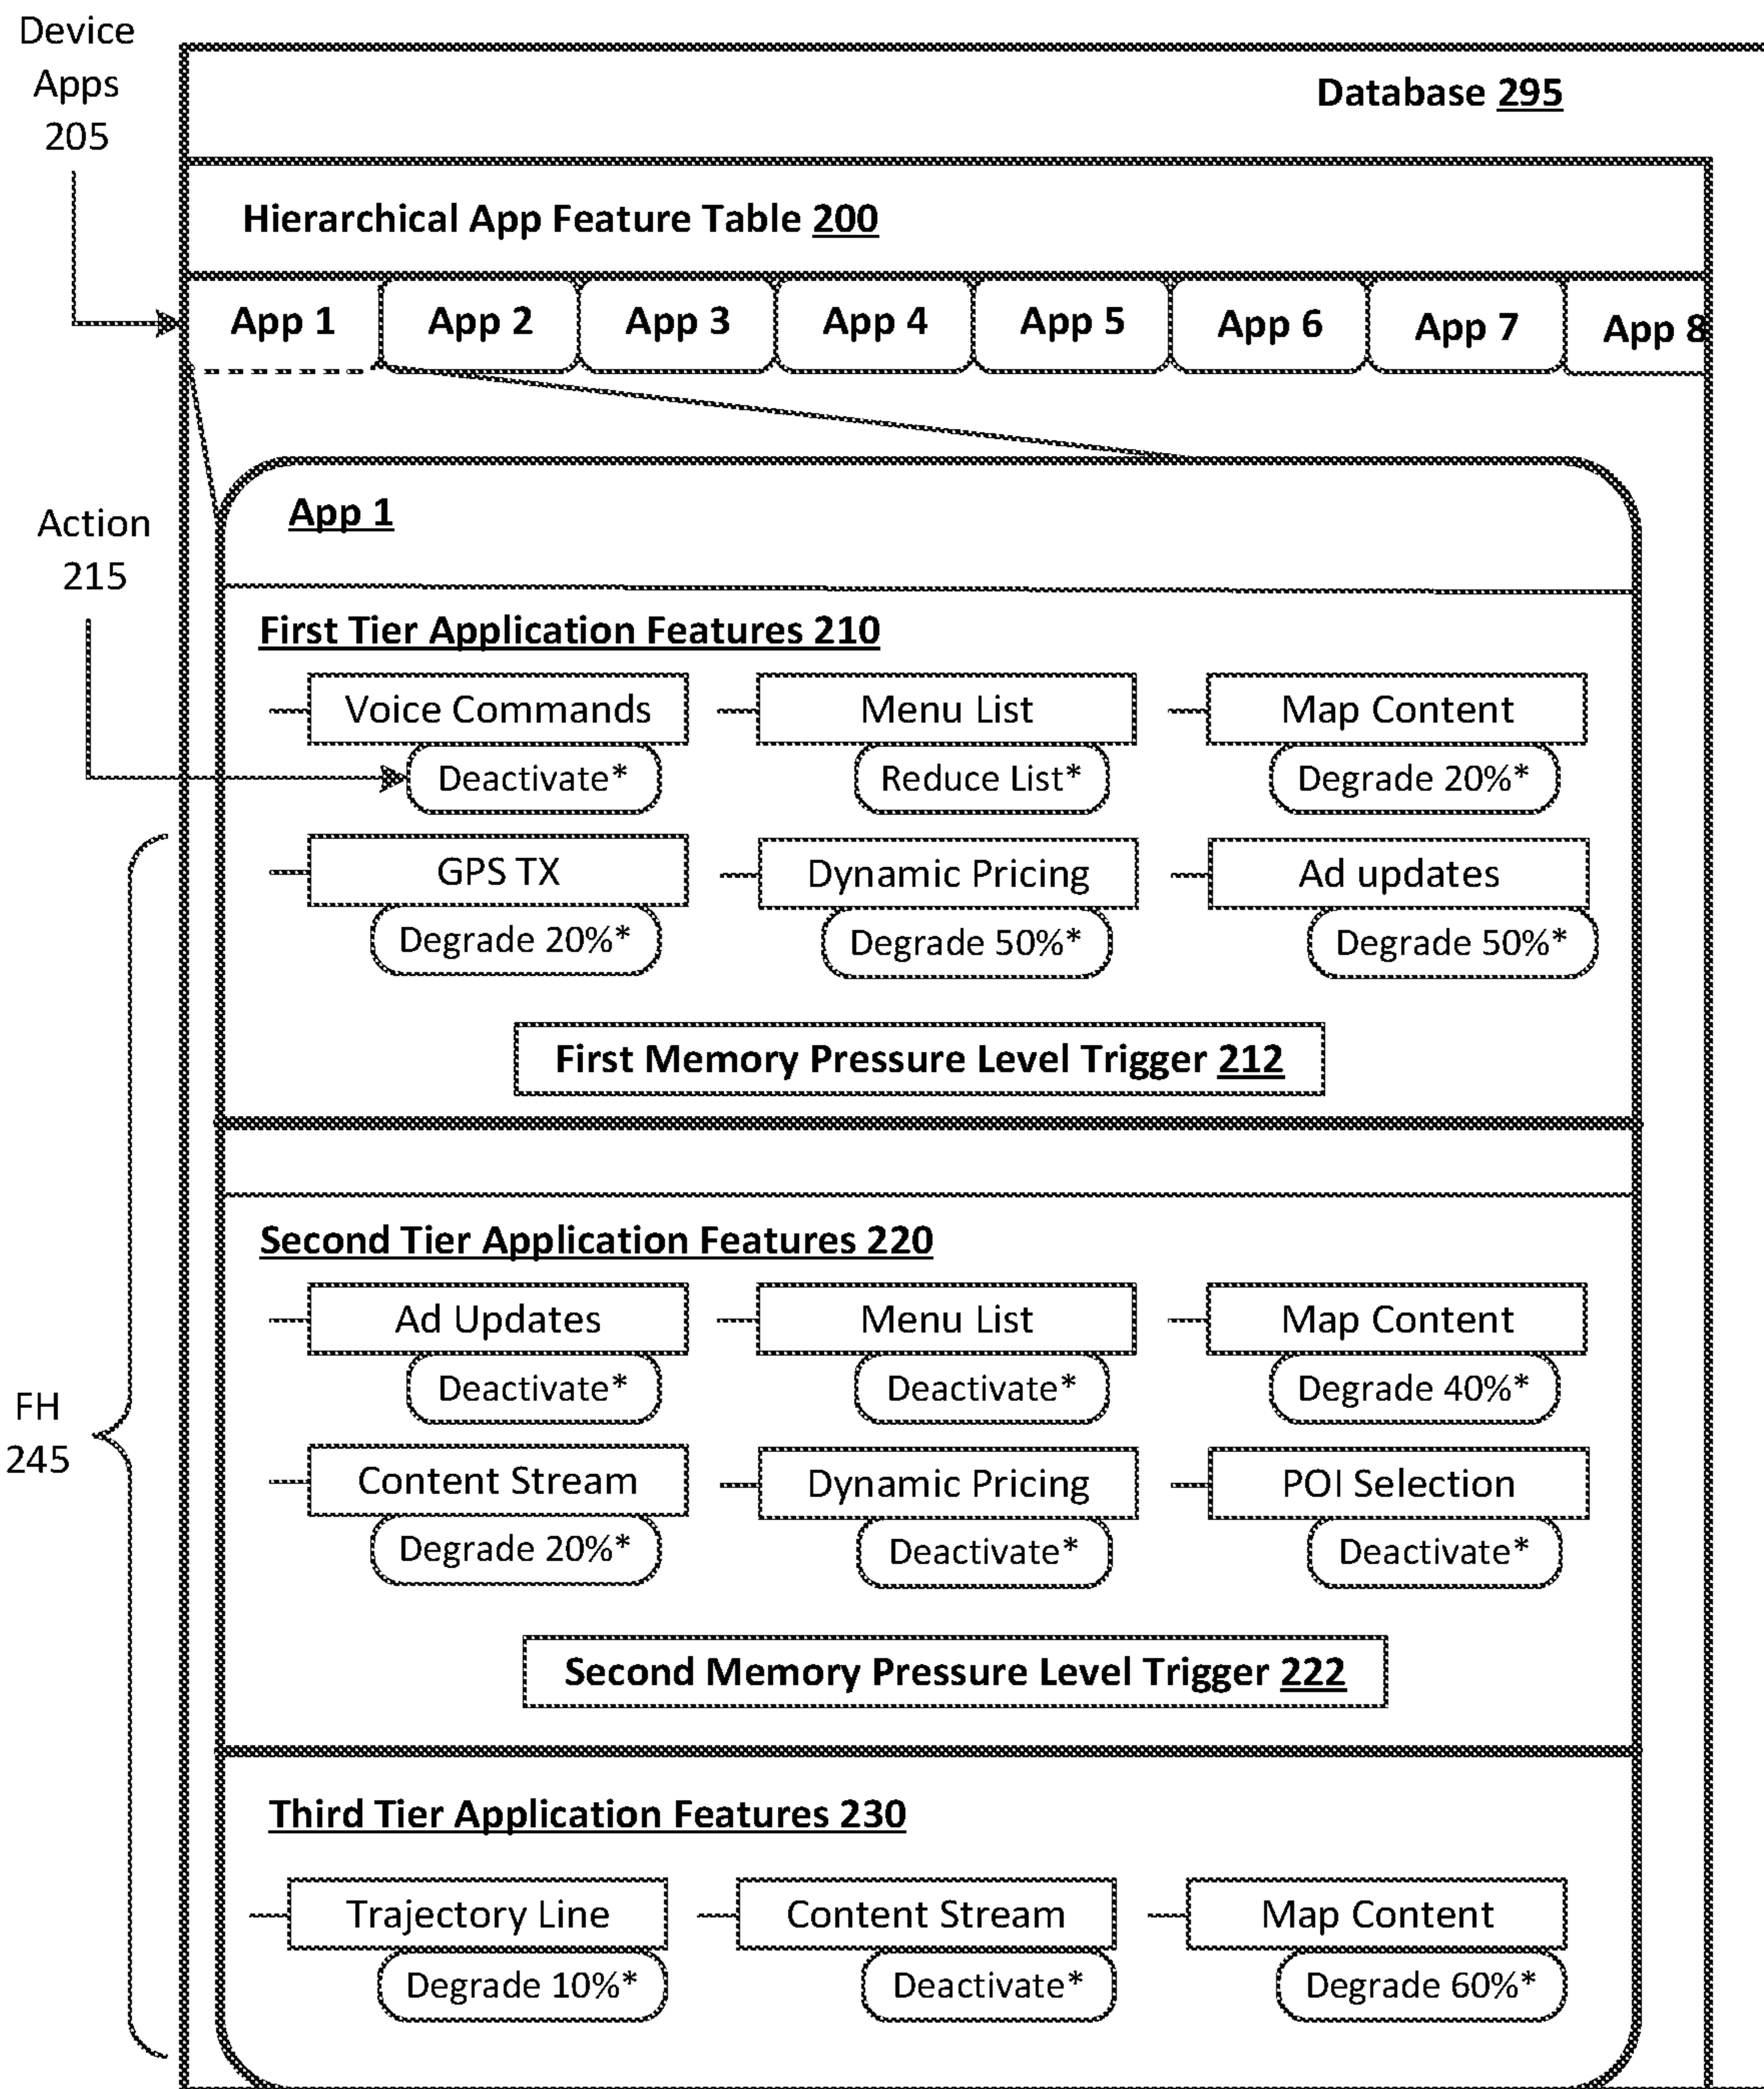 Device
Apps
205
Database 295
Hierarchical App Feature Table 200
App 1 App 2 App 3 App 4 App 5 App 6 App 7 App 8
App 1
Action
215
First Tier Application Features 210
Voice Commands Menu List Map Content
Deactivate* Reduce List* Degrade 20%*
GPS TX Dynamic Pricing Ad updates
Degrade 20%* Degrade 50%* Degrade 50%*
First Memory Pressure Level Trigger 212
Second Tier Application Features 220
Ad Updates Menu List Map Content
Deactivate* Deactivate* Degrade 40%*
FH
245
Content Stream Dynamic Pricing POI Selection
Degrade 20%* Deactivate* Deactivate*
Second Memory Pressure Level Trigger 222
Third Tier Application Features 230
Trajectory Line Content Stream Map Content
Degrade 10%* Deactivate* Degrade 60%*